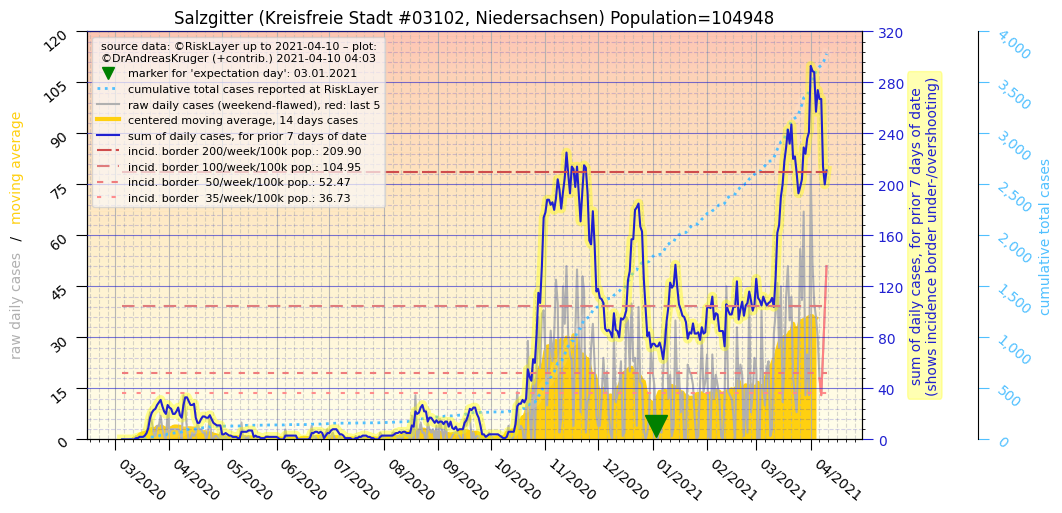 Salzgitter (Kreisfreie Stadt #03102, Niedersachsen) Population=104948
source data: ©RiskLayer up to 2021-04-10 – plot:
©DrAndreasKruger (+contrib.) 2021-04-10 04:03
marker for 'expectation day': 03.01.2021
cumulative total cases reported at RiskLayer
raw daily cases (weekend-flawed), red: last 5
centered moving average, 14 days cases
sum of daily cases, for prior 7 days of date
incid. border 200/week/100k pop.: 209.90
incid. border 100/week/100k pop.: 104.95
incid. border  50/week/100k pop.: 52.47
incid. border  35/week/100k pop.: 36.73
raw daily cases / moving average
120
105
90
75
60
45
30
15
0
03/2020
04/2020
05/2020
06/2020
07/2020
08/2020
09/2020
10/2020
11/2020
12/2020
01/2021
02/2021
03/2021
04/2021
320
280
240
200
160
120
80
40
0
sum of daily cases, for prior 7 days of date
(shows incidence border under-/overshooting)
4,000
3,500
3,000
2,500
2,000
1,500
1,000
500
0
cumulative total cases